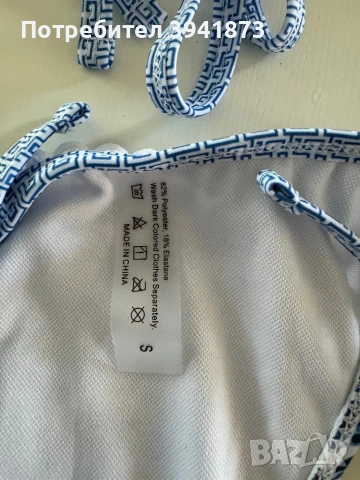 Потребител 3941873
82% Polyester, 18% Elastane
Wash Dark Colored Clothes Separately.
MADE IN CHINA
S
BAZAR